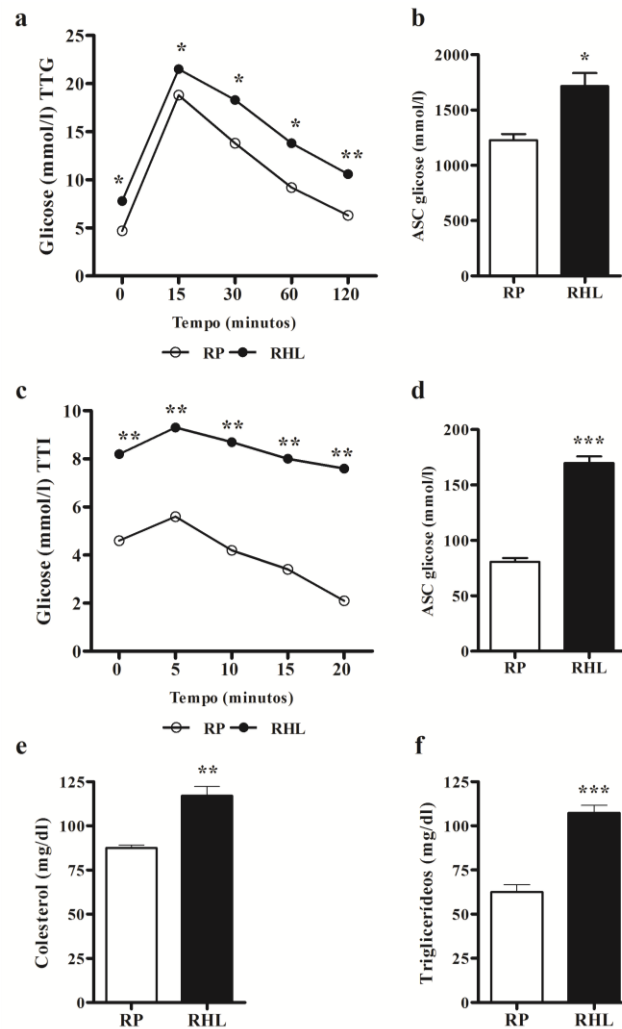 a
Glicose (mmol/l) TTG
25
20
15
10
5
0
*
*
*
*
**
0 15 30 60 120
Tempo (minutos)
RP RHL
b
ASC glicose (mmol/l)
2000
1500
1000
500
0
*
RP RHL
c
Glicose (mmol/l) TTI
10
8
6
4
2
0
** ** ** ** **
0 5 10 15 20
Tempo (minutos)
RP RHL
d
ASC glicose (mmol/l)
200
150
100
50
0
***
RP RHL
e
Colesterol (mg/dl)
125
100
75
50
25
0
**
RP RHL
f
Triglicerídeos (mg/dl)
125
100
75
50
25
0
***
RP RHL